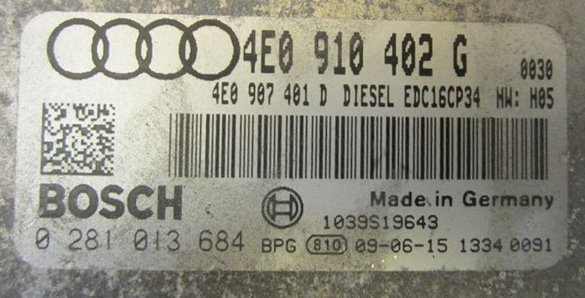 4E0 910 402 G 0030
4E0 907 401 D DIESEL EDC16CP34 HW: H05
BOSCH
Made in Germany
1039S19643
0 281 013 684 BPG 810 09-06-15 1334 0091